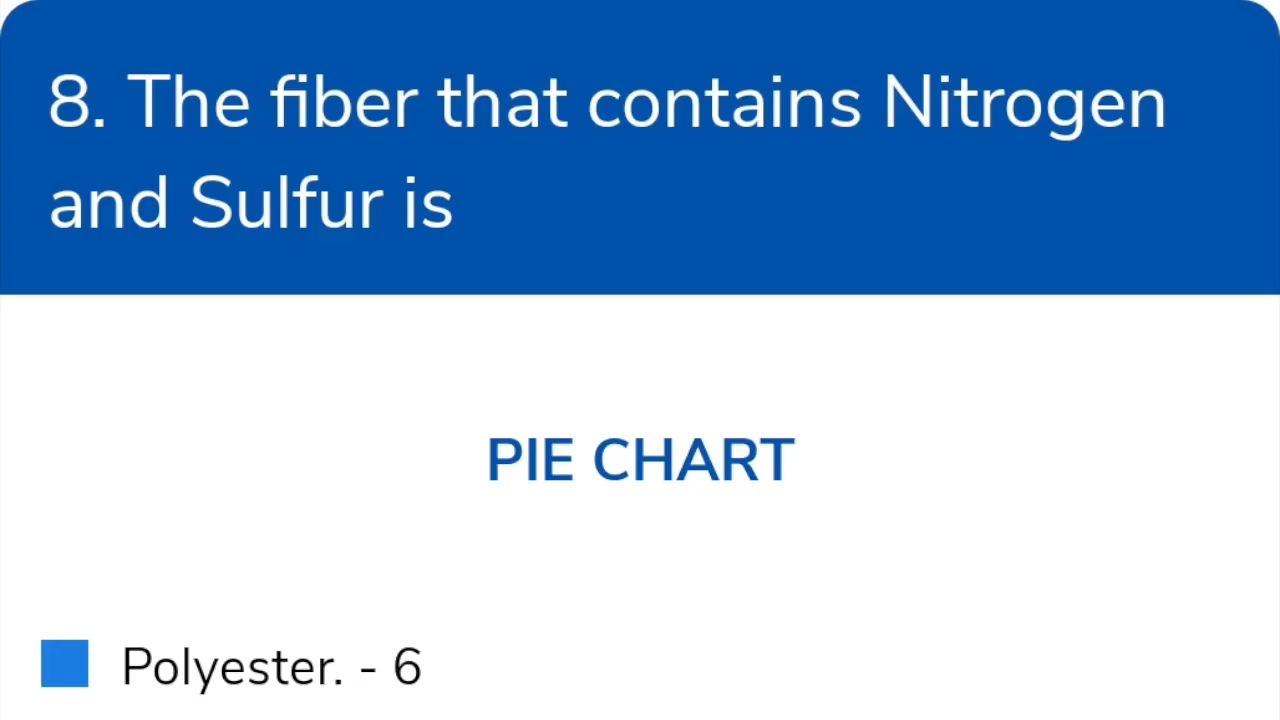 8. The fiber that contains Nitrogen
and Sulfur is
PIE CHART
Polyester. - 6